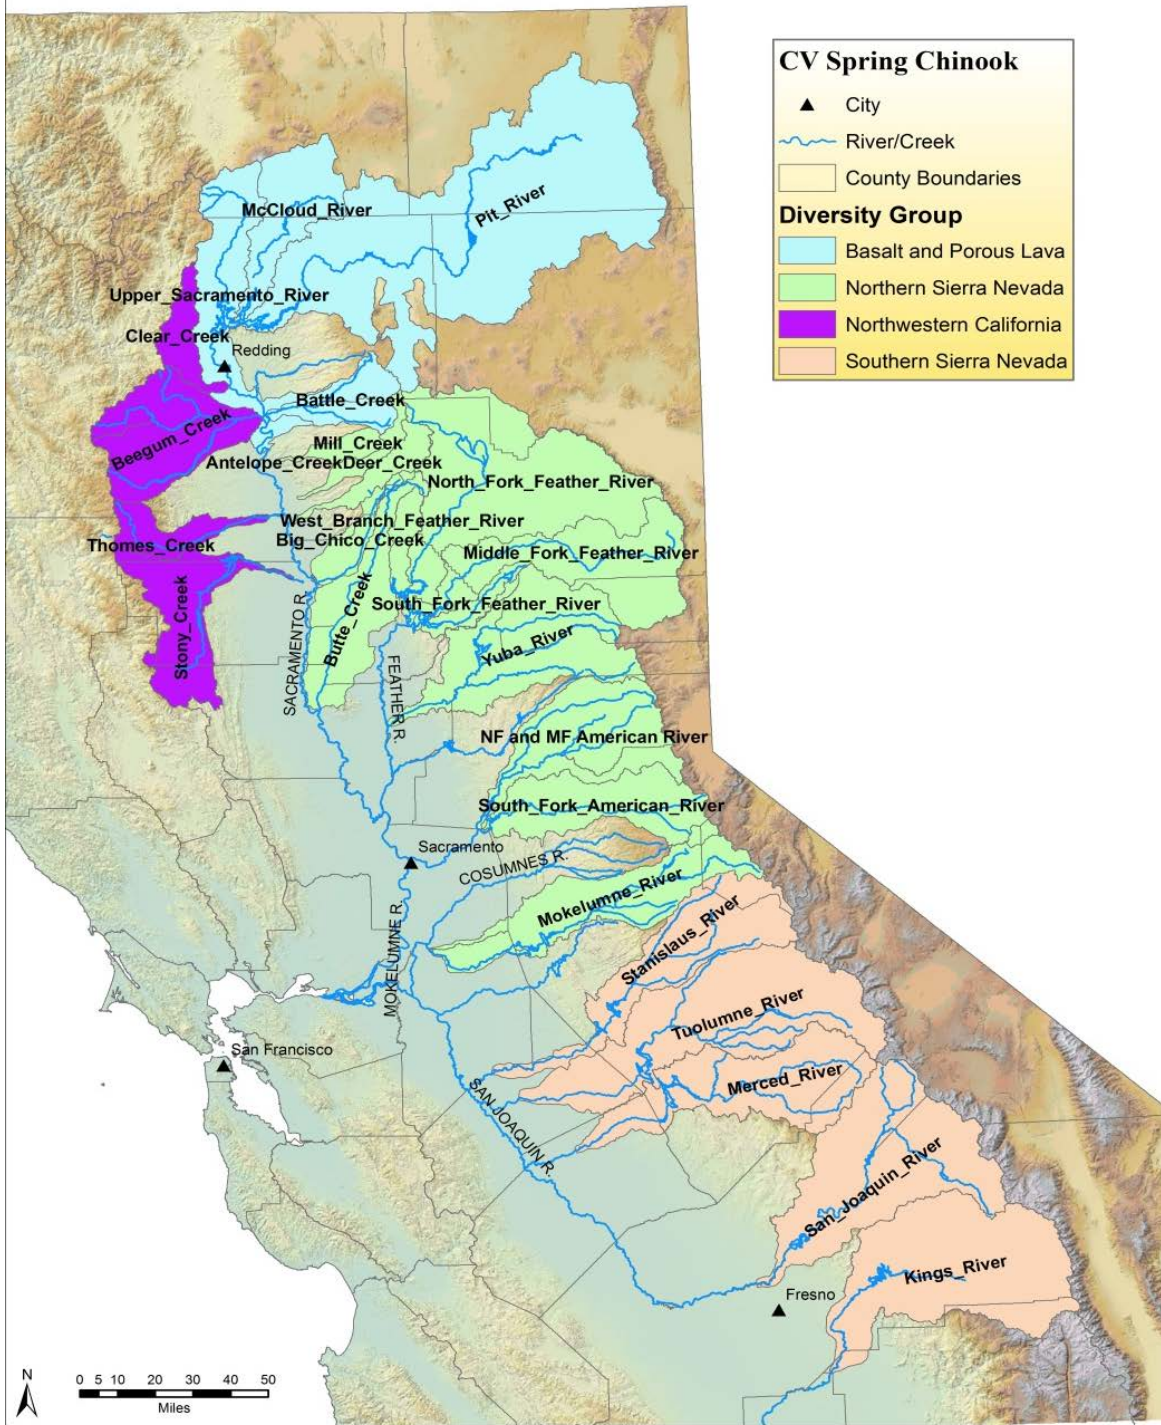 CV Spring Chinook
City
River/Creek
County Boundaries
Diversity Group
Basalt and Porous Lava
Northern Sierra Nevada
Northwestern California
Southern Sierra Nevada
McCloud_River
Pit_River
Upper_Sacramento_River
Clear_Creek
Redding
Battle_Creek
Beegum_Creek
Mill_Creek
Antelope_Creek
Deer_Creek
North_Fork_Feather_River
West_Branch_Feather_River
Big_Chico_Creek
Thomes_Creek
Middle_Fork_Feather_River
South_Fork_Feather_River
Stony_Creek
SACRAMENTO R.
Butte_Creek
FEATHER R.
Yuba_River
NF and MF American River
South_Fork_American_River
Sacramento
COSUMNES R.
Mokelumne_River
MOKELUMNE R.
Stanislaus_River
Tuolumne_River
San Francisco
Merced_River
SAN JOAQUIN R.
San_Joaquin_River
Kings_River
Fresno
N
0 5 10 20 30 40 50
Miles